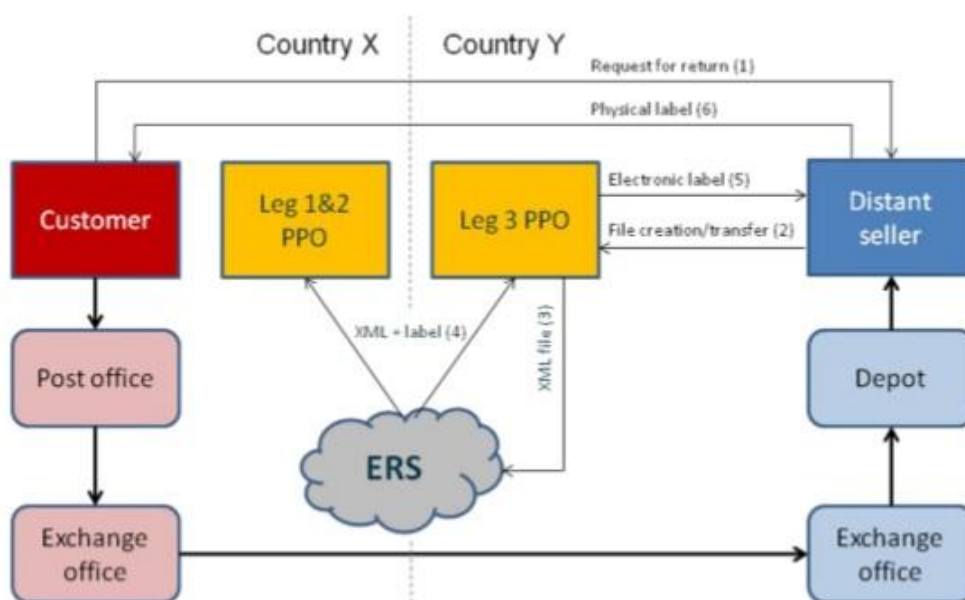 Country X
Country Y
Request for return (1)
Physical label (6)
Customer
Leg 1&2
PPO
Leg 3 PPO
Electronic label (5)
File creation/transfer (2)
Distant
seller
XML + label (4)
XML file (3)
Post office
Depot
ERS
Exchange
office
Exchange
office